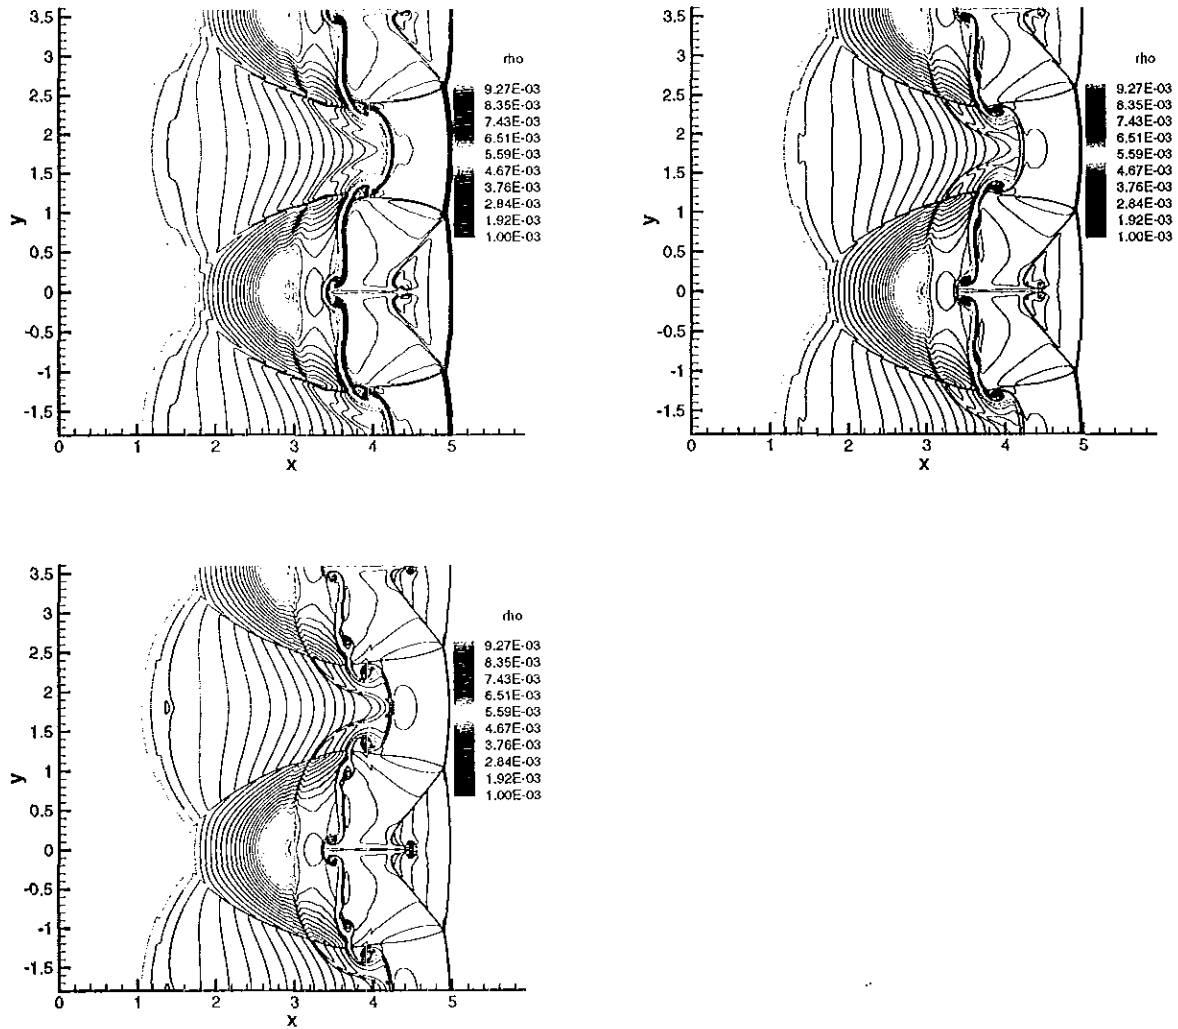 rho
3.5
3
2.5
2
1.5
1
0.5
0
-0.5
-1
-1.5
y
9.27E-03
8.35E-03
7.43E-03
6.51E-03
5.59E-03
4.67E-03
3.76E-03
2.84E-03
1.92E-03
1.00E-03
0 1 2 3 4 5
x
rho
3.5
3
2.5
2
1.5
1
0.5
0
-0.5
-1
-1.5
y
9.27E-03
8.35E-03
7.43E-03
6.51E-03
5.59E-03
4.67E-03
3.76E-03
2.84E-03
1.92E-03
1.00E-03
0 1 2 3 4 5
x
rho
3.5
3
2.5
2
1.5
1
0.5
0
-0.5
-1
-1.5
y
9.27E-03
8.35E-03
7.43E-03
6.51E-03
5.59E-03
4.67E-03
3.76E-03
2.84E-03
1.92E-03
1.00E-03
0 1 2 3 4 5
x